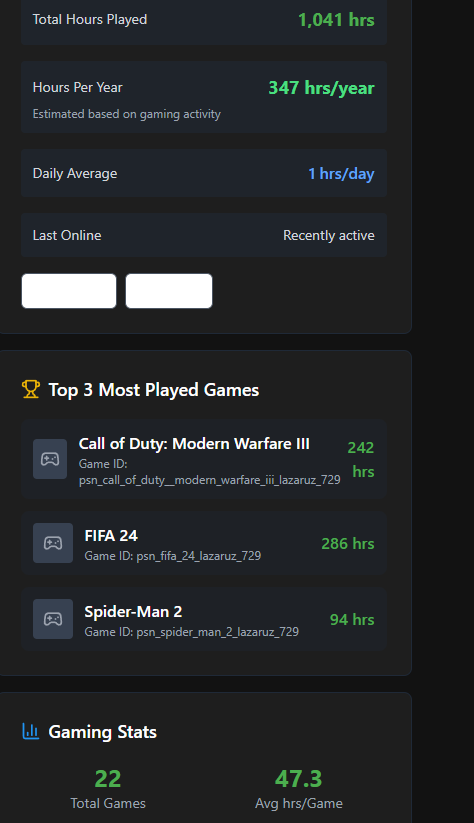 Total Hours Played
1,041 hrs
Hours Per Year
347 hrs/year
Estimated based on gaming activity
Daily Average
1 hrs/day
Last Online
Recently active
Top 3 Most Played Games
Call of Duty: Modern Warfare III
242
hrs
Game ID:
psn_call_of_duty__modern_warfare_iii_lazaruz_729
FIFA 24
Game ID: psn_fifa_24_lazaruz_729
286 hrs
Spider-Man 2
Game ID: psn_spider_man_2_lazaruz_729
94 hrs
Gaming Stats
22
Total Games
47.3
Avg hrs/Game